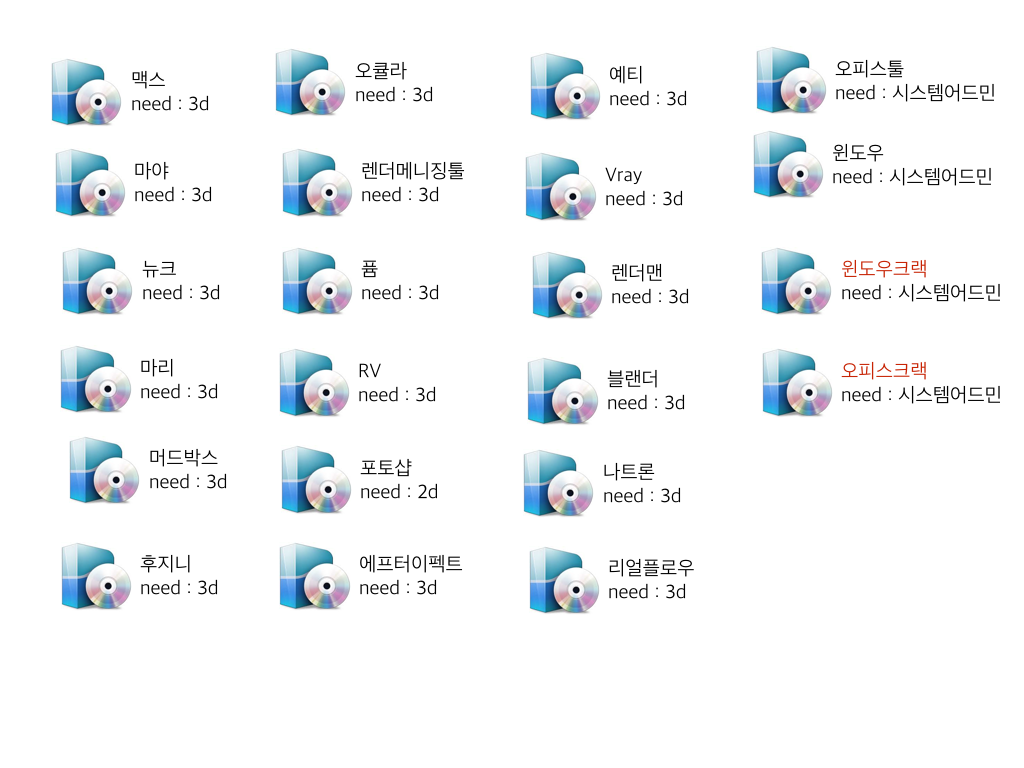 맥스
need : 3d
마야
need : 3d
뉴크
need : 3d
마리
need : 3d
머드박스
need : 3d
후지니
need : 3d
오큘라
need : 3d
렌더메니징툴
need : 3d
퓸
need : 3d
RV
need : 3d
포토샵
need : 2d
에프터이펙트
need : 3d
예티
need : 3d
Vray
need : 3d
렌더맨
need : 3d
블랜더
need : 3d
나트론
need : 3d
리얼플로우
need : 3d
오피스툴
need : 시스템어드민
윈도우
need : 시스템어드민
윈도우크랙
need : 시스템어드민
오피스크랙
need : 시스템어드민